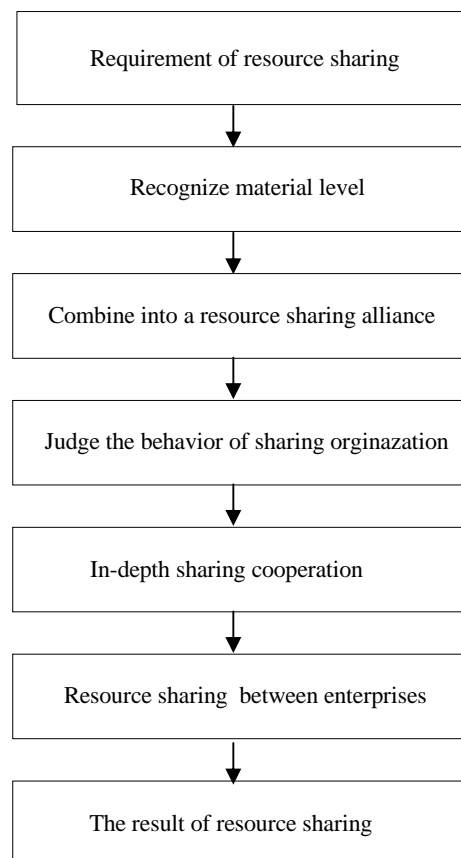 Requirement of resource sharing
Recognize material level
Combine into a resource sharing alliance
Judge the behavior of sharing orginazation
In-depth sharing cooperation
Resource sharing between enterprises
The result of resource sharing